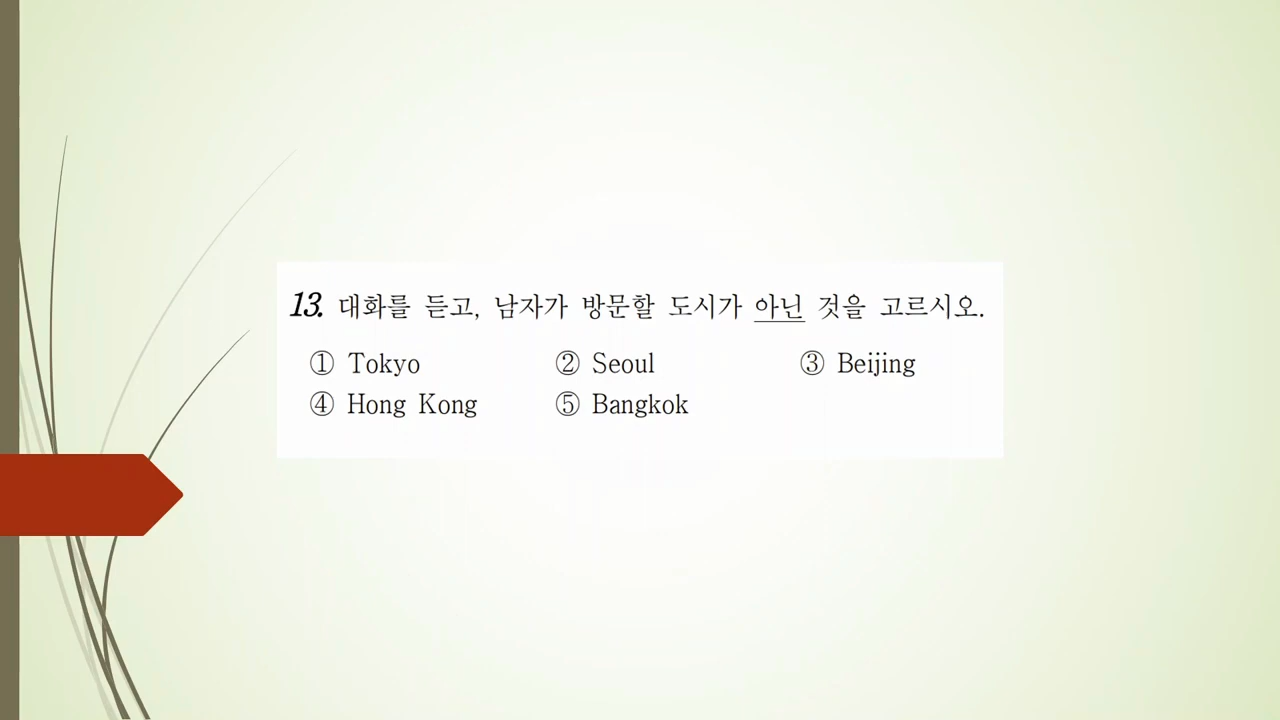 13. 대화를 듣고, 남자가 방문할 도시가 아닌 것을 고르시오.
① Tokyo ② Seoul ③ Beijing
④ Hong Kong ⑤ Bangkok